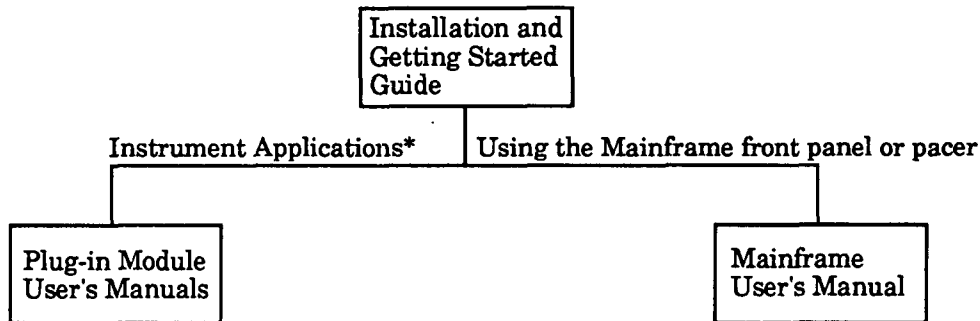 Installation and
Getting Started
Guide
Instrument Applications*
Using the Mainframe front panel or pacer
Plug-in Module
User's Manuals
Mainframe
User's Manual